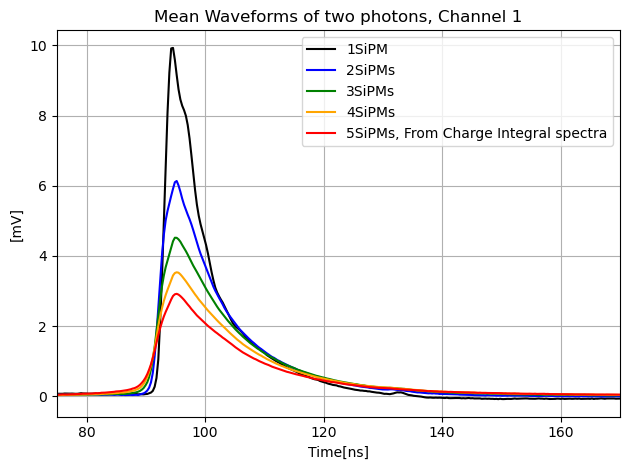 Mean Waveforms of two photons, Channel 1
10
8
6
4
2
0
[mV]
1SiPM
2SiPMs
3SiPMs
4SiPMs
5SiPMs, From Charge Integral spectra
80 100 120 140 160
Time[ns]